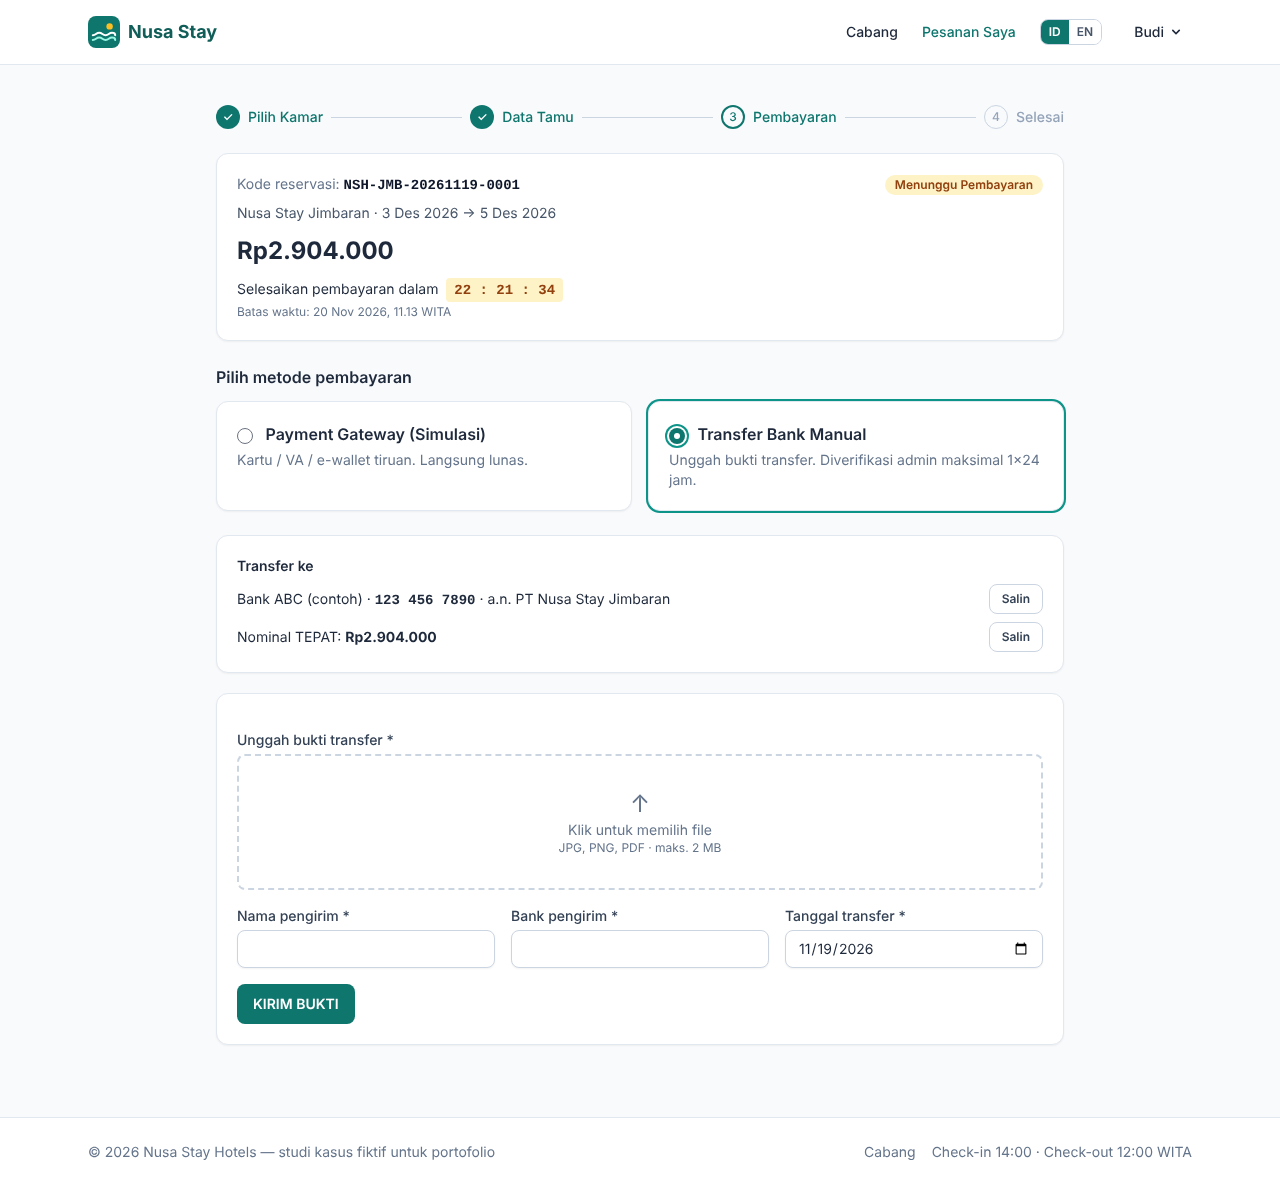 Nusa Stay
Cabang
Pesanan Saya
ID EN
Budi
Pilih Kamar
Data Tamu
3 Pembayaran
4 Selesai
Kode reservasi: NSH-JMB-20261119-0001
Menunggu Pembayaran
Nusa Stay Jimbaran · 3 Des 2026 → 5 Des 2026
Rp2.904.000
Selesaikan pembayaran dalam 22 : 21 : 34
Batas waktu: 20 Nov 2026, 11.13 WITA
Pilih metode pembayaran
Payment Gateway (Simulasi)
Kartu / VA / e-wallet tiruan. Langsung lunas.
Transfer Bank Manual
Unggah bukti transfer. Diverifikasi admin maksimal 1×24
jam.
Transfer ke
Bank ABC (contoh) · 123 456 7890 · a.n. PT Nusa Stay Jimbaran
Salin
Nominal TEPAT: Rp2.904.000
Salin
Unggah bukti transfer *
Klik untuk memilih file
JPG, PNG, PDF · maks. 2 MB
Nama pengirim *
Bank pengirim *
Tanggal transfer *
11/19/2026
KIRIM BUKTI
© 2026 Nusa Stay Hotels — studi kasus fiktif untuk portofolio
Cabang
Check-in 14:00 · Check-out 12:00 WITA